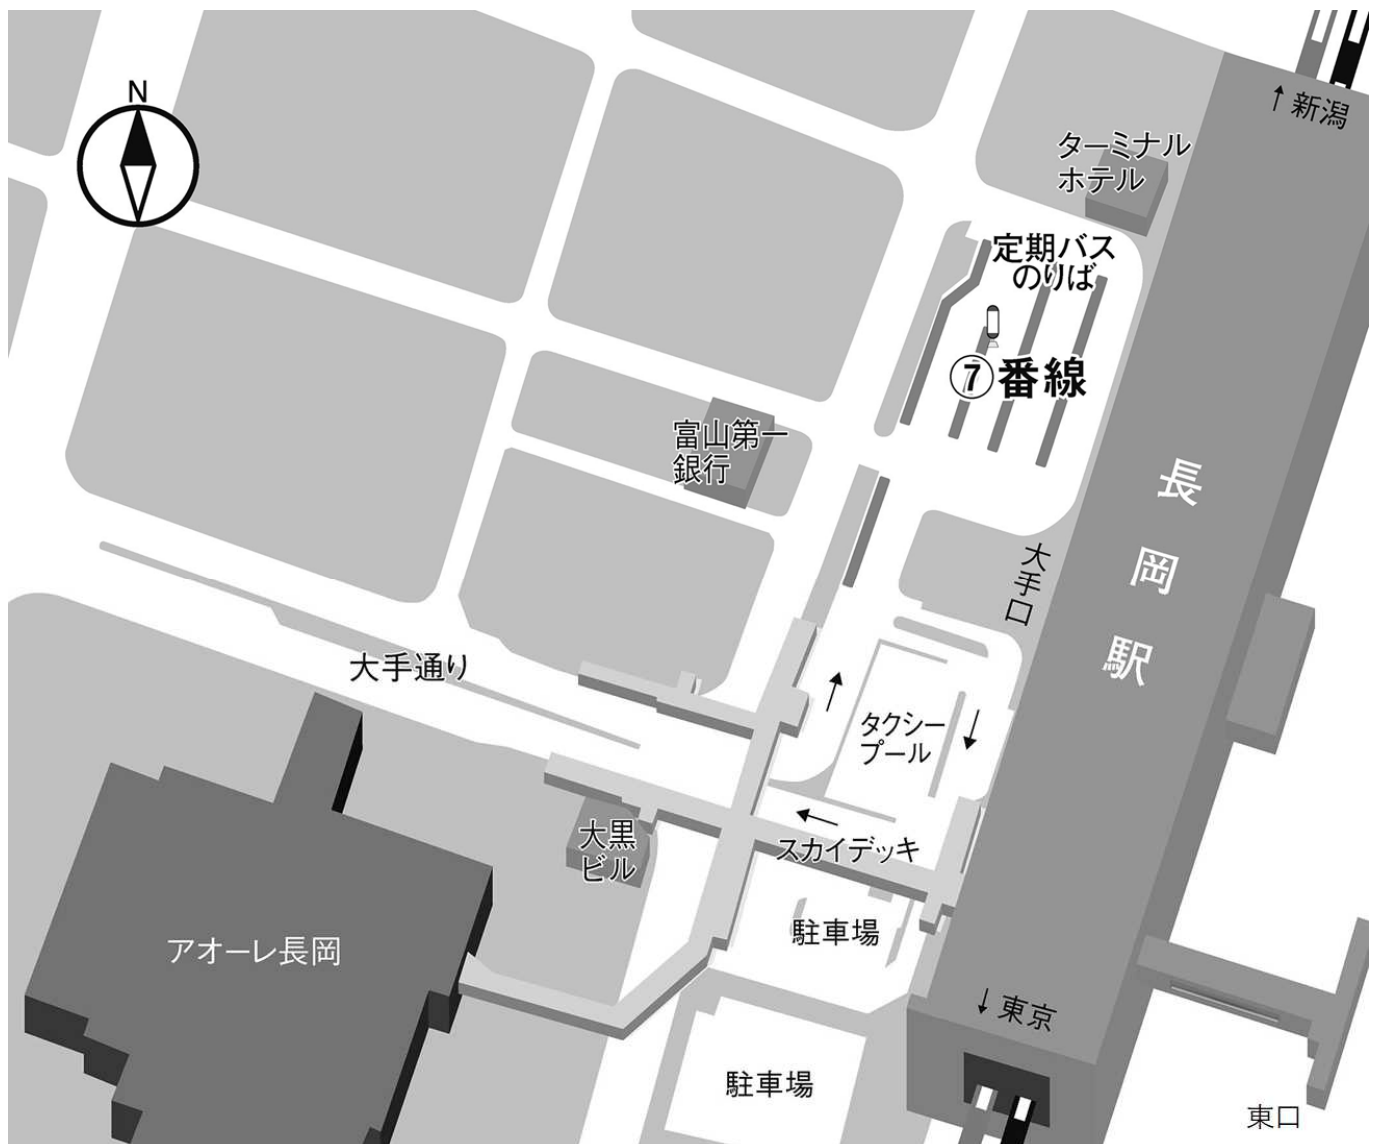 N
↑新潟
ターミナル
ホテル
定期バス
のりば
⑦番線
富山第一
銀行
長岡駅
大手口
大手通り
タクシー
プール
大黒
ビル
スカイデッキ
アオーレ長岡
駐車場
↓東京
駐車場
東口